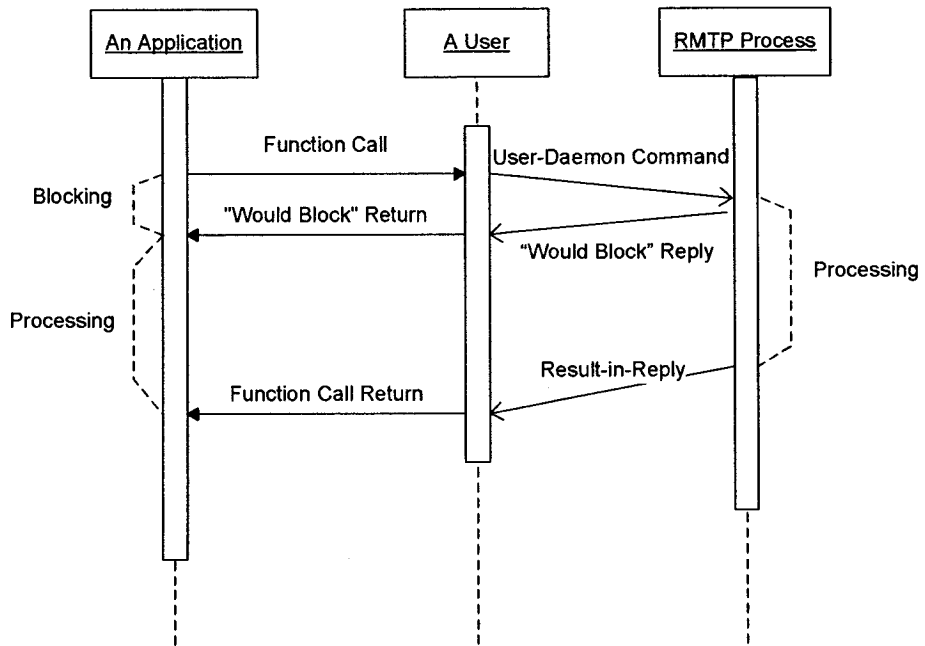 An Application
A User
RMTP Process
Function Call
User-Daemon Command
Blocking
"Would Block" Return
“Would Block” Reply
Processing
Processing
Result-in-Reply
Function Call Return